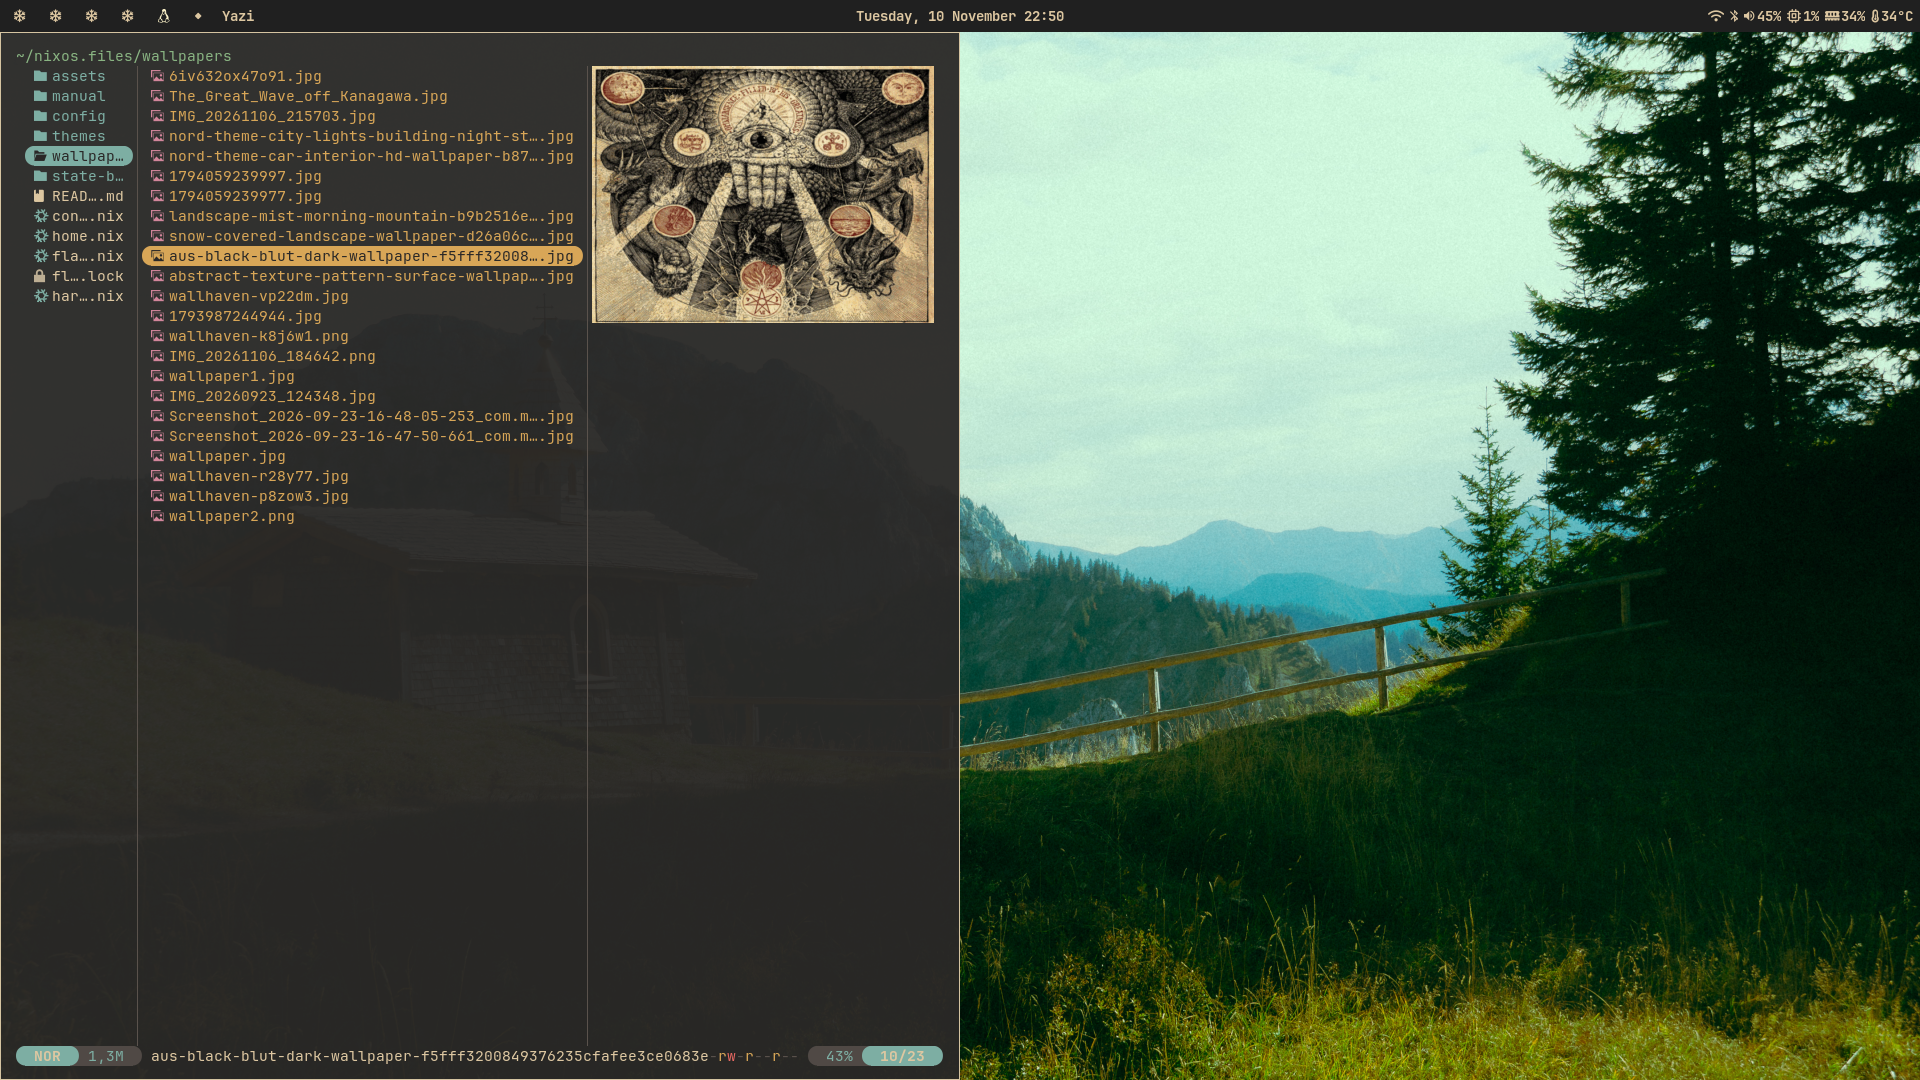 Yazi
Tuesday, 10 November 22:50
45% 1% 34% 34°C
~/nixos.files/wallpapers
assets
manual
config
themes
wallpap…
state-b…
READ….md
con….nix
home.nix
fla….nix
fl….lock
har….nix
6iv632ox47o91.jpg
The_Great_Wave_off_Kanagawa.jpg
IMG_20261106_215703.jpg
nord-theme-city-lights-building-night-st….jpg
nord-theme-car-interior-hd-wallpaper-b87….jpg
1794059239997.jpg
1794059239977.jpg
landscape-mist-morning-mountain-b9b2516e….jpg
snow-covered-landscape-wallpaper-d26a06c….jpg
aus-black-blut-dark-wallpaper-f5fff32008….jpg
abstract-texture-pattern-surface-wallpap….jpg
wallhaven-vp22dm.jpg
1793987244944.jpg
wallhaven-k8j6w1.png
IMG_20261106_184642.png
wallpaper1.jpg
IMG_20260923_124348.jpg
Screenshot_2026-09-23-16-48-05-253_com.m….jpg
Screenshot_2026-09-23-16-47-50-661_com.m….jpg
wallpaper.jpg
wallhaven-r28y77.jpg
wallhaven-p8zow3.jpg
wallpaper2.png
NOR 1,3M aus-black-blut-dark-wallpaper-f5fff3200849376235cfafee3ce0683e-rw-r--r-- 43% 10/23